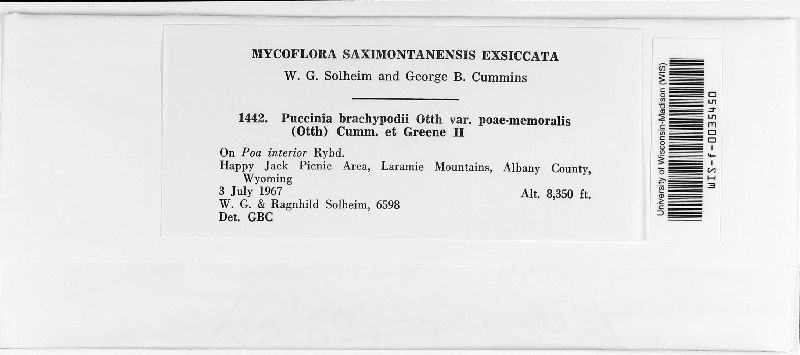 MYCOFLORA SAXIMONTANENSIS EXSICCATA
W. G. Solheim and George B. Cummins
1442. Puccinia brachypodii Otth var. poae-memoralis
(Otth) Cumm. et Greene II
On Poa interior Rybd.
Happy Jack Picnic Area, Laramie Mountains, Albany County,
Wyoming
3 July 1967 Alt. 8,350 ft.
W. G. & Ragnhild Solheim, 6598
Det. GBC
University of Wisconsin-Madison (WIS)
WIS-f-0034540